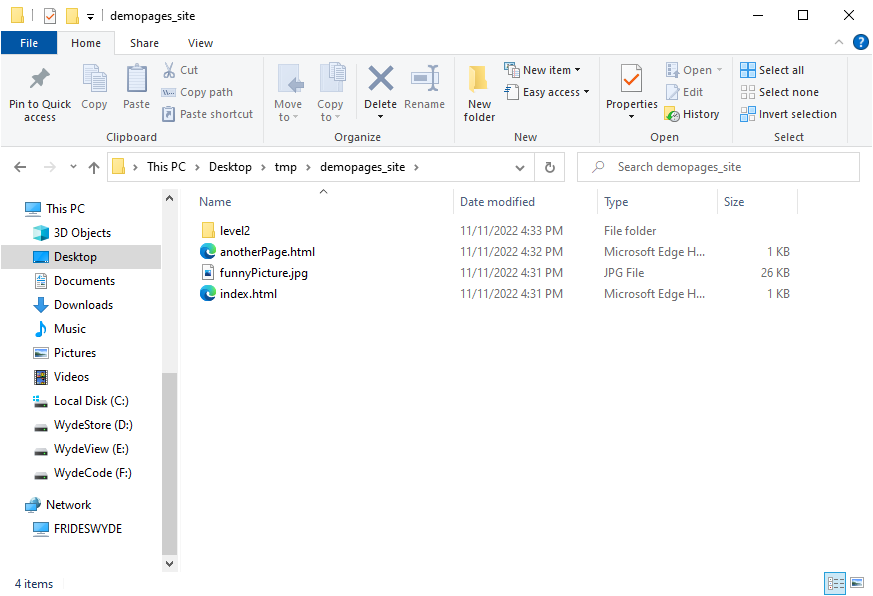 demopages_site
File Home Share View
Pin to Quick access
Copy
Paste
Cut
Copy path
Paste shortcut
Clipboard
Move to
Copy to
Delete
Rename
Organize
New folder
New item
Easy access
New
Properties
Open
Edit
History
Open
Select all
Select none
Invert selection
Select
This PC > Desktop > tmp > demopages_site >
Search demopages_site
This PC
3D Objects
Desktop
Documents
Downloads
Music
Pictures
Videos
Local Disk (C:)
WydeStore (D:)
WydeView (E:)
WydeCode (F:)
Network
FRIDESWYDE
Name Date modified Type Size
level2 11/11/2022 4:33 PM File folder
anotherPage.html 11/11/2022 4:32 PM Microsoft Edge H... 1 KB
funnyPicture.jpg 11/11/2022 4:31 PM JPG File 26 KB
index.html 11/11/2022 4:31 PM Microsoft Edge H... 1 KB
4 items